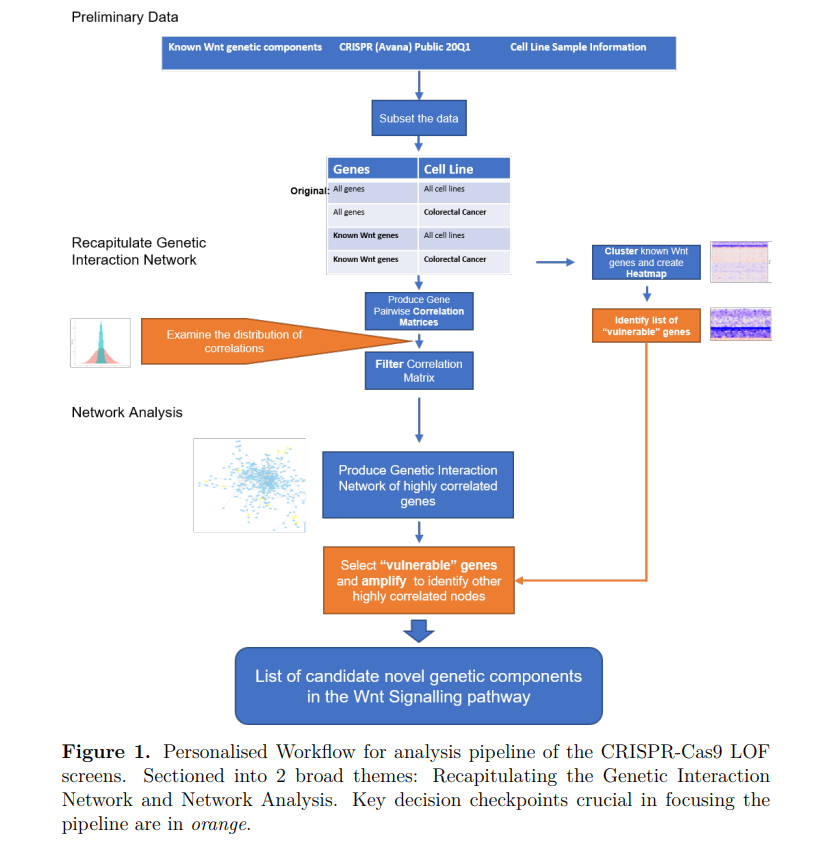 Preliminary Data
Known Wnt genetic components CRISPR (Avana) Public 20Q1 Cell Line Sample Information
Subset the data
Genes Cell Line
Original: All genes All cell lines
All genes Colorectal Cancer
Known Wnt genes All cell lines
Known Wnt genes Colorectal Cancer
Recapitulate Genetic
Interaction Network
Cluster known Wnt
genes and create
Heatmap
Identify list of
“vulnerable” genes
Produce Gene
Pairwise Correlation
Matrices
Examine the distribution of
correlations
Filter Correlation
Matrix
Network Analysis
Produce Genetic Interaction
Network of highly correlated
genes
Select “vulnerable” genes
and amplify to identify other
highly correlated nodes
List of candidate novel genetic components
in the Wnt Signalling pathway
Figure 1. Personalised Workflow for analysis pipeline of the CRISPR-Cas9 LOF
screens. Sectioned into 2 broad themes: Recapitulating the Genetic Interaction
Network and Network Analysis. Key decision checkpoints crucial in focusing the
pipeline are in orange.